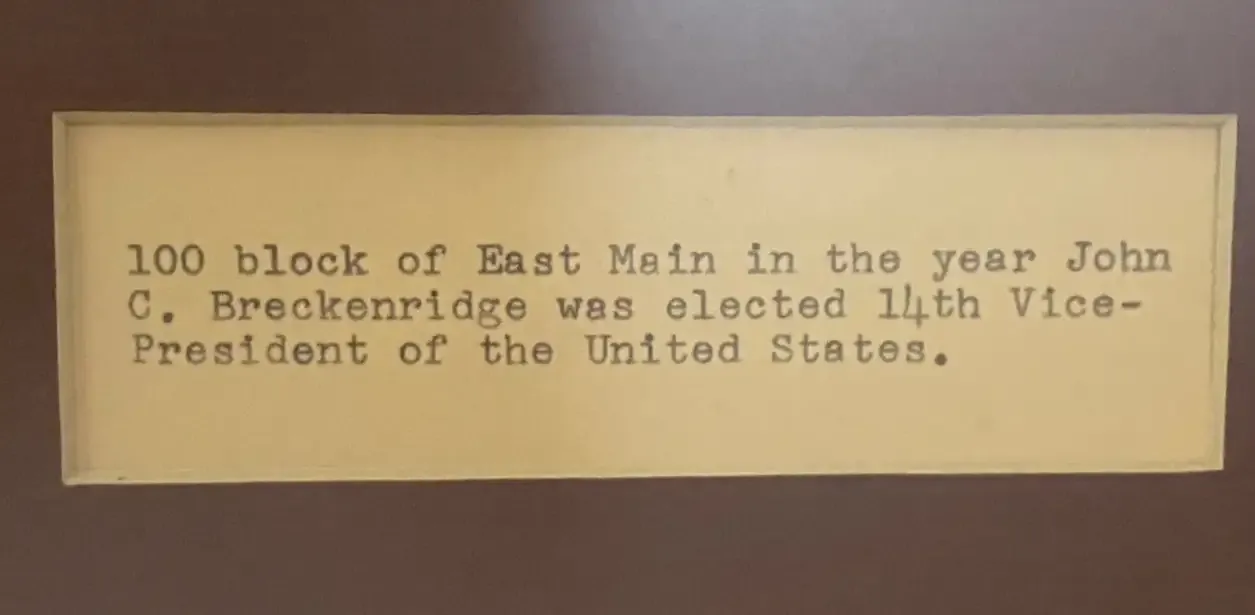 100 block of East Main in the year John
C. Breckenridge was elected 14th Vice-
President of the United States.